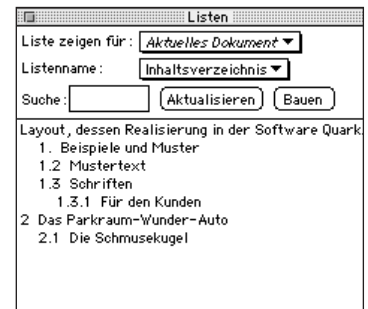 Listen
Liste zeigen für: Aktuelles Dokument
Listenname: Inhaltsverzeichnis
Suche: Aktualisieren Bauen
Layout, dessen Realisierung in der Software Quark
1. Beispiele und Muster
1.2 Mustertext
1.3 Schriften
1.3.1 Für den Kunden
2 Das Parkraum-Wunder-Auto
2.1 Die Schmusekugel